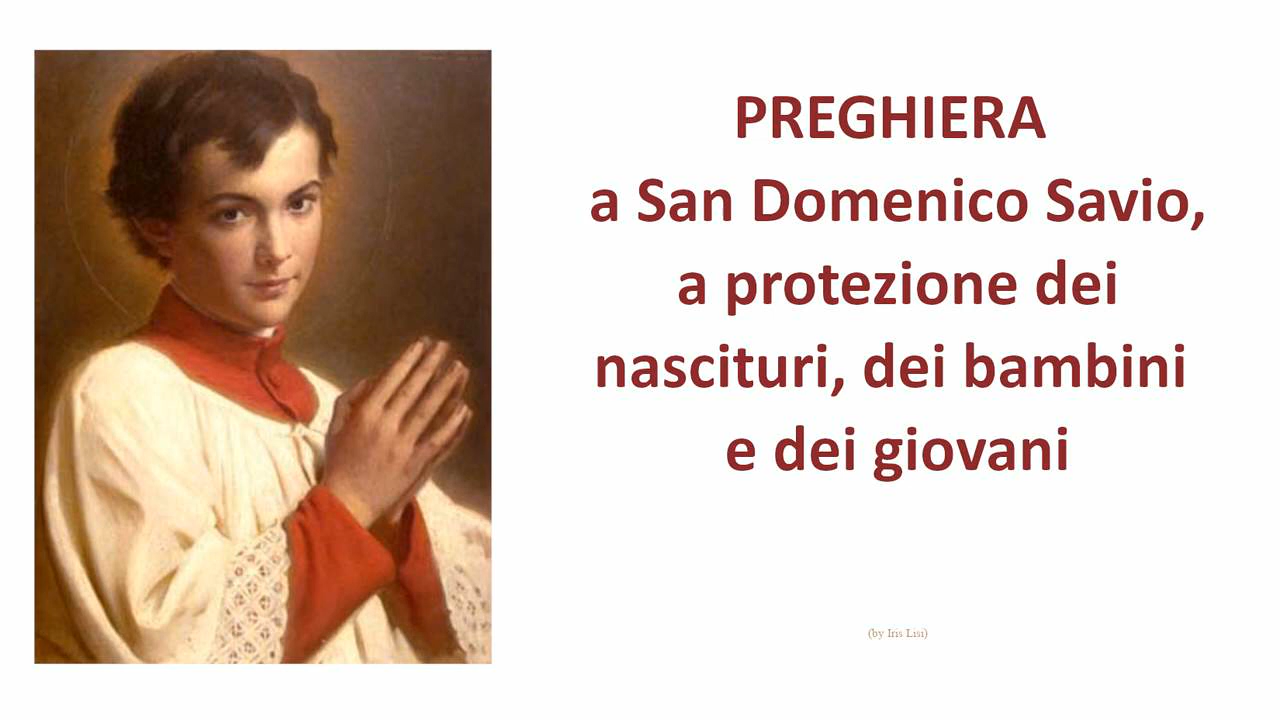 PREGHIERA
a San Domenico Savio,
a protezione dei
nascituri, dei bambini
e dei giovani
(by Iris Lisi)